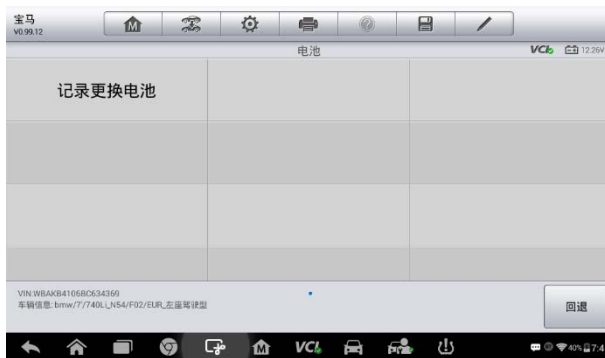 宝马
V0.99.12
电池
VCI 12.26V
记录更换电池
VIN:WBAKB4106BC634369
车辆信息: bmw/'7'/740Li_N54/F02/EUR_左座驾驶型
回退
VCI 40% 7:4